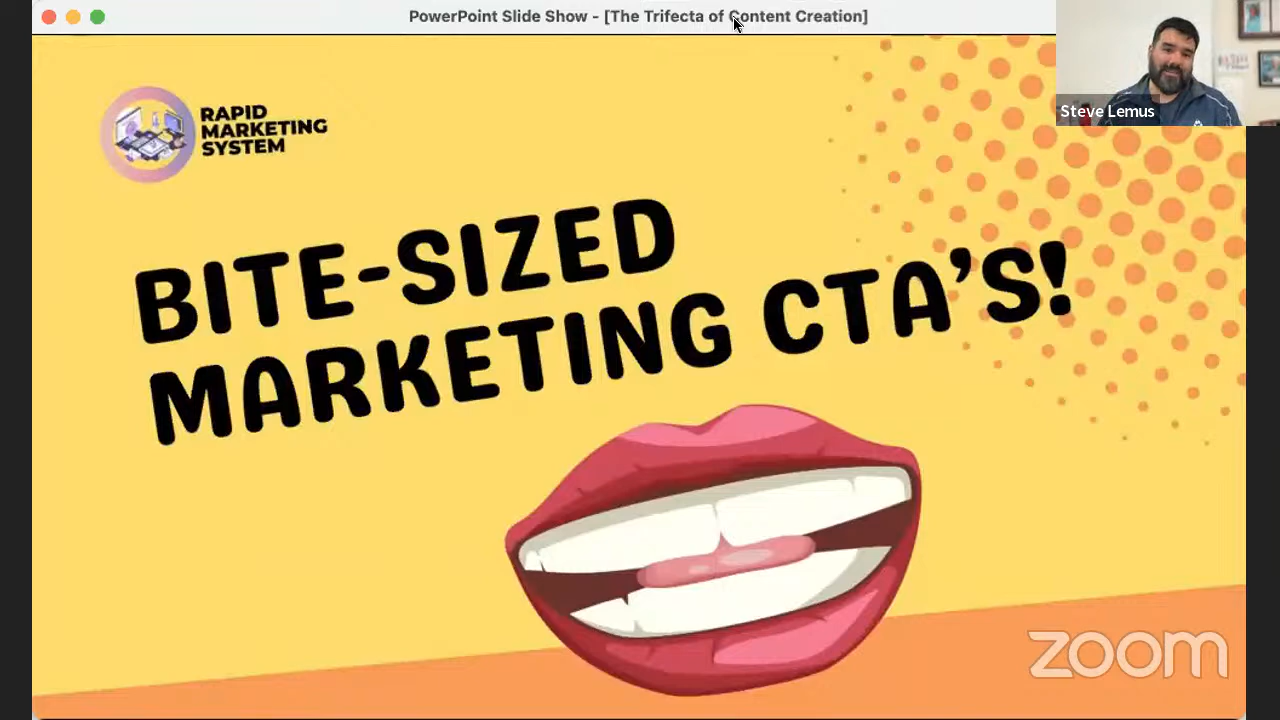 PowerPoint Slide Show - [The Trifecta of Content Creation]
Steve Lemus
RAPID
MARKETING
SYSTEM
BITE-SIZED
MARKETING CTA'S!
zoom